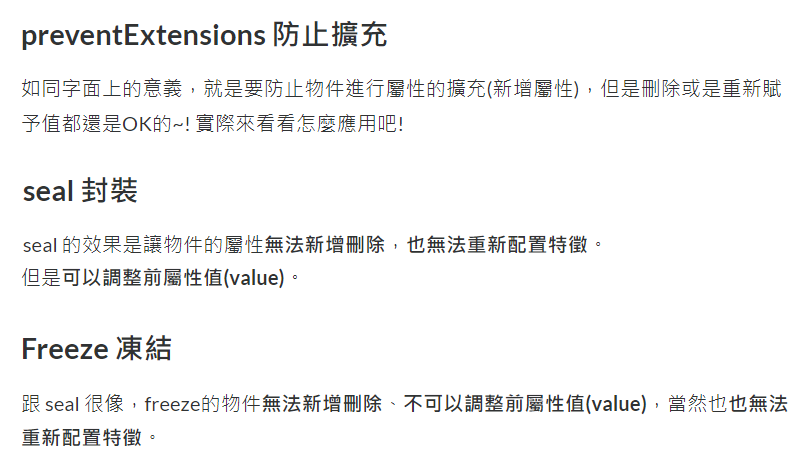 preventExtensions 防止擴充
如同字面上的意義，就是要防止物件進行屬性的擴充(新增屬性)，但是刪除或是重新賦
予值都還是OK的~! 實際來看看怎麼應用吧!
seal 封裝
seal 的效果是讓物件的屬性無法新增刪除，也無法重新配置特徵。
但是可以調整前屬性值(value)。
Freeze 凍結
跟 seal 很像，freeze的物件無法新增刪除、不可以調整前屬性值(value)，當然也也無法
重新配置特徵。